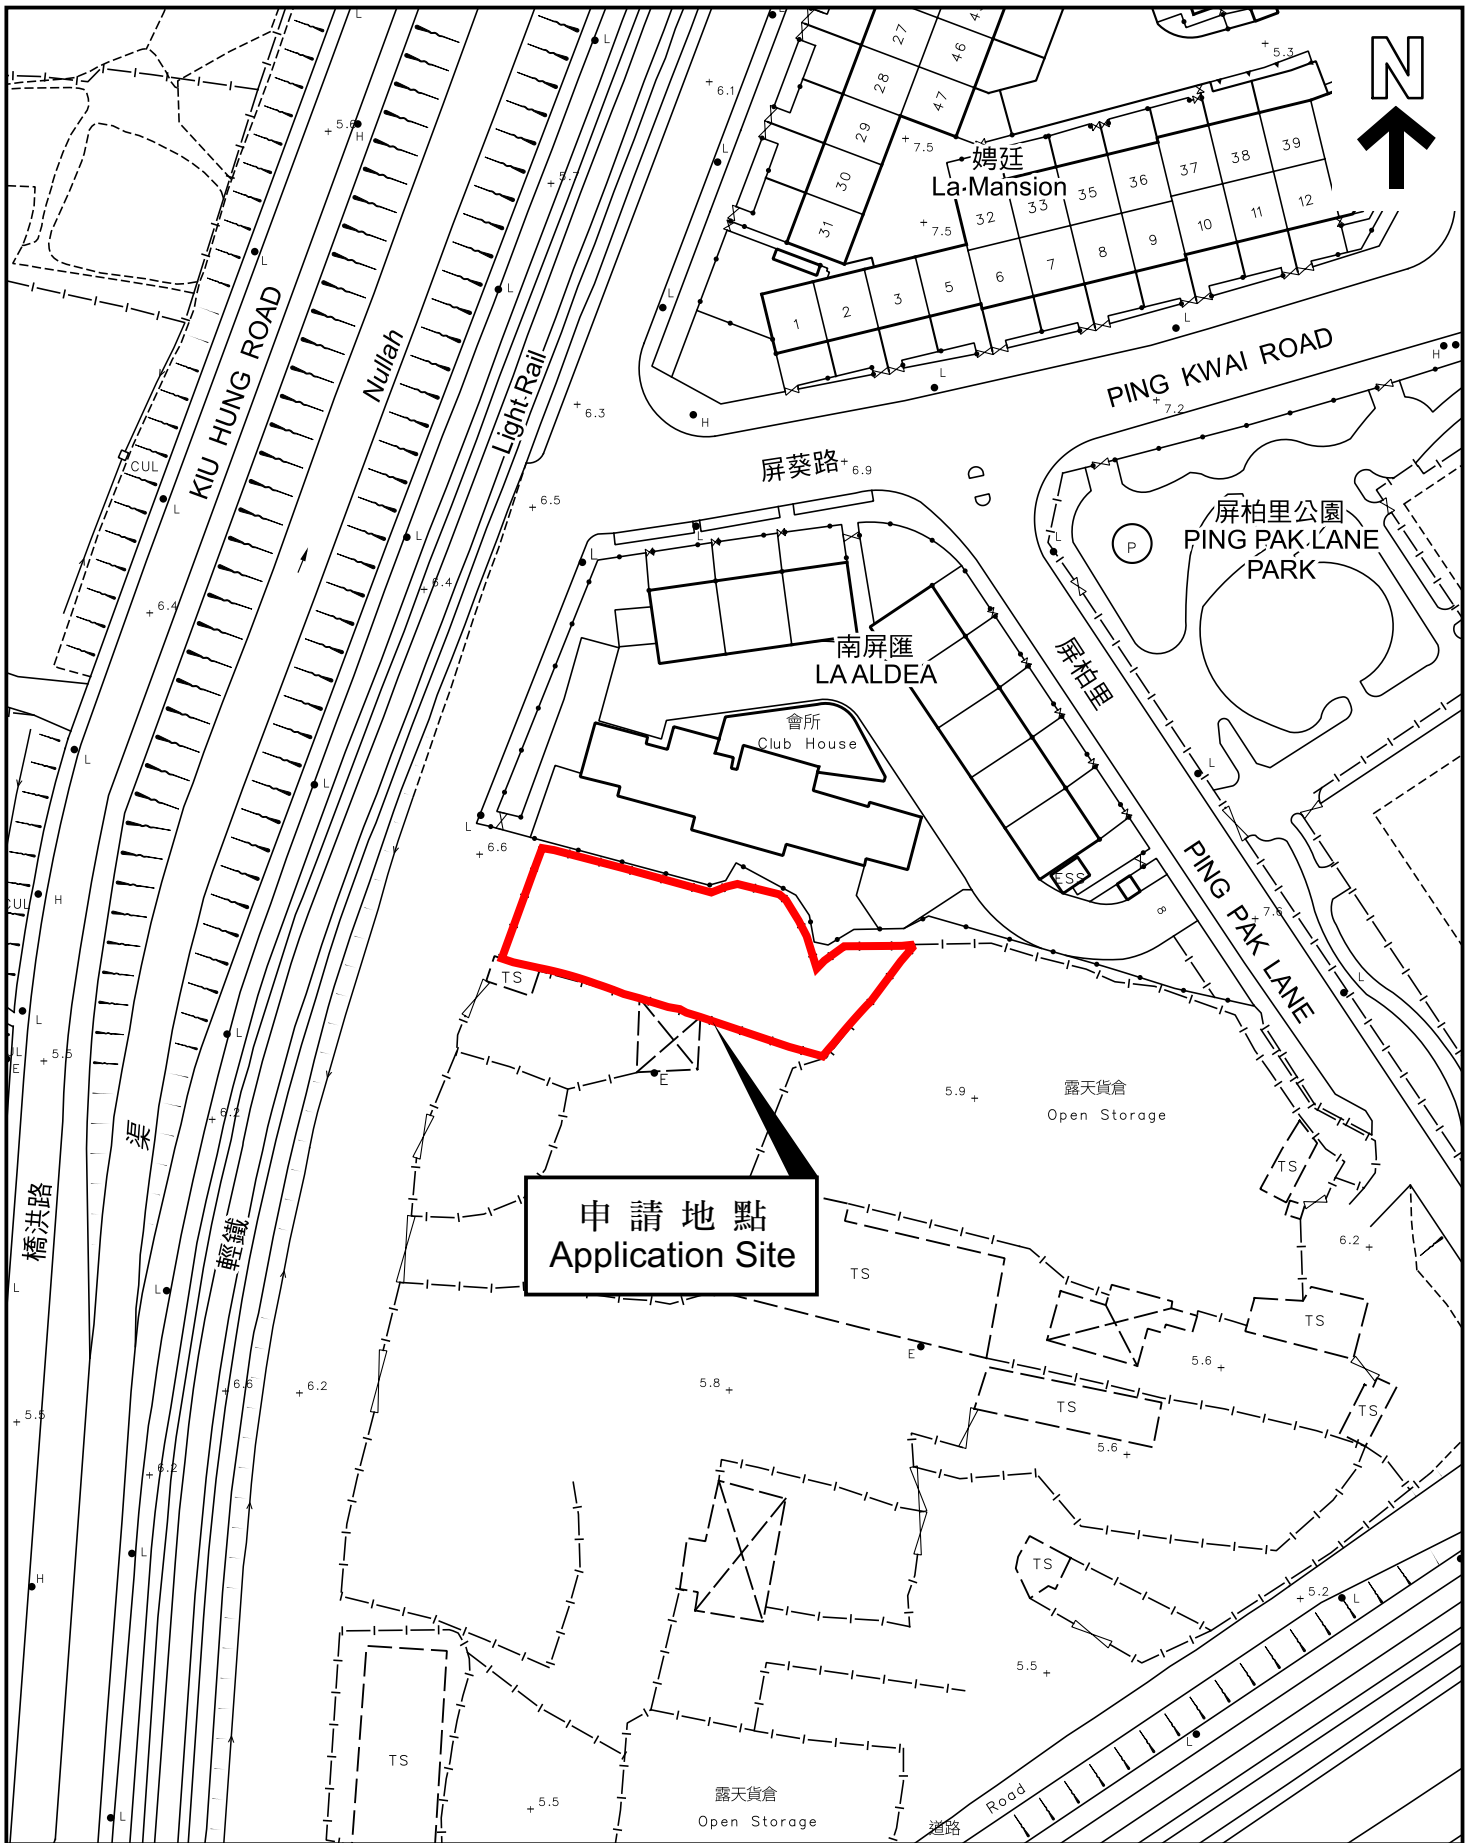 N
27
46
28
47
29
30
31
娉廷
La Mansion
32
33
35
36
37
38
39
1
2
3
5
6
7
8
9
10
11
12
5.3
6.1
7.5
7.5
5.6
5.7
KIU HUNG ROAD
Nullah
Light Rail
6.3
PING KWAI ROAD
7.2
屏葵路
6.9
6.5
CUL
屏柏里公園
PING PAK LANE
PARK
P
6.4
6.4
南屏匯
LA ALDEA
屏柏里
會所
Club House
6.6
ESS
8
PING PAK LANE
7.6
CUL
TS
5.5
E
E
5.9
露天貨倉
Open Storage
6.2
渠
橋洪路
輕鐵
申請地點
Application Site
TS
TS
6.2
TS
E
5.6
5.8
6.6
6.2
5.5
TS
TS
5.6
6.2
TS
5.2
5.5
TS
露天貨倉
Open Storage
5.5
Road
道路